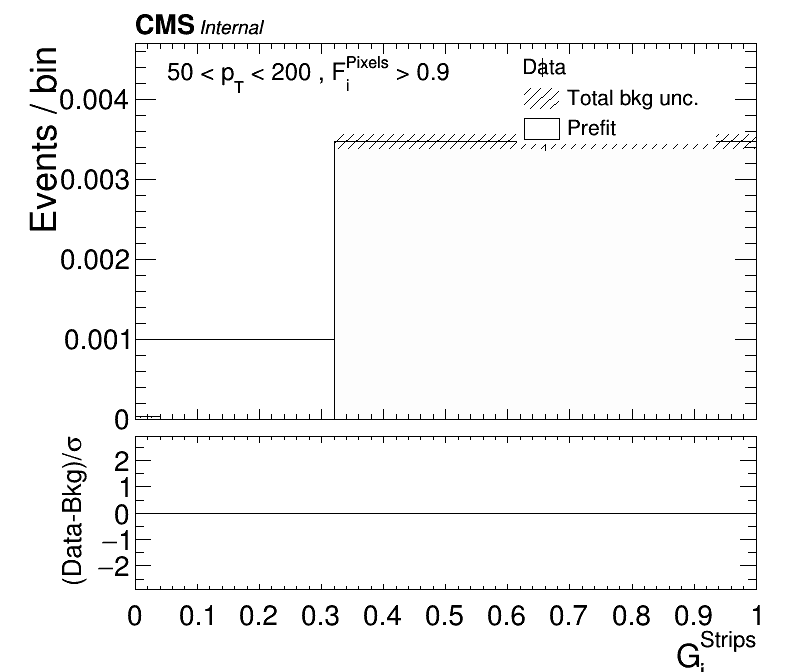 CMS Internal
50 < p_T < 200 , F_i^Pixels > 0.9
Data
Total bkg unc.
Prefit
Events / bin
0.004
0.003
0.002
0.001
0
(Data-Bkg)/σ
2
1
0
−1
−2
0 0.1 0.2 0.3 0.4 0.5 0.6 0.7 0.8 0.9 1
G_i^Strips